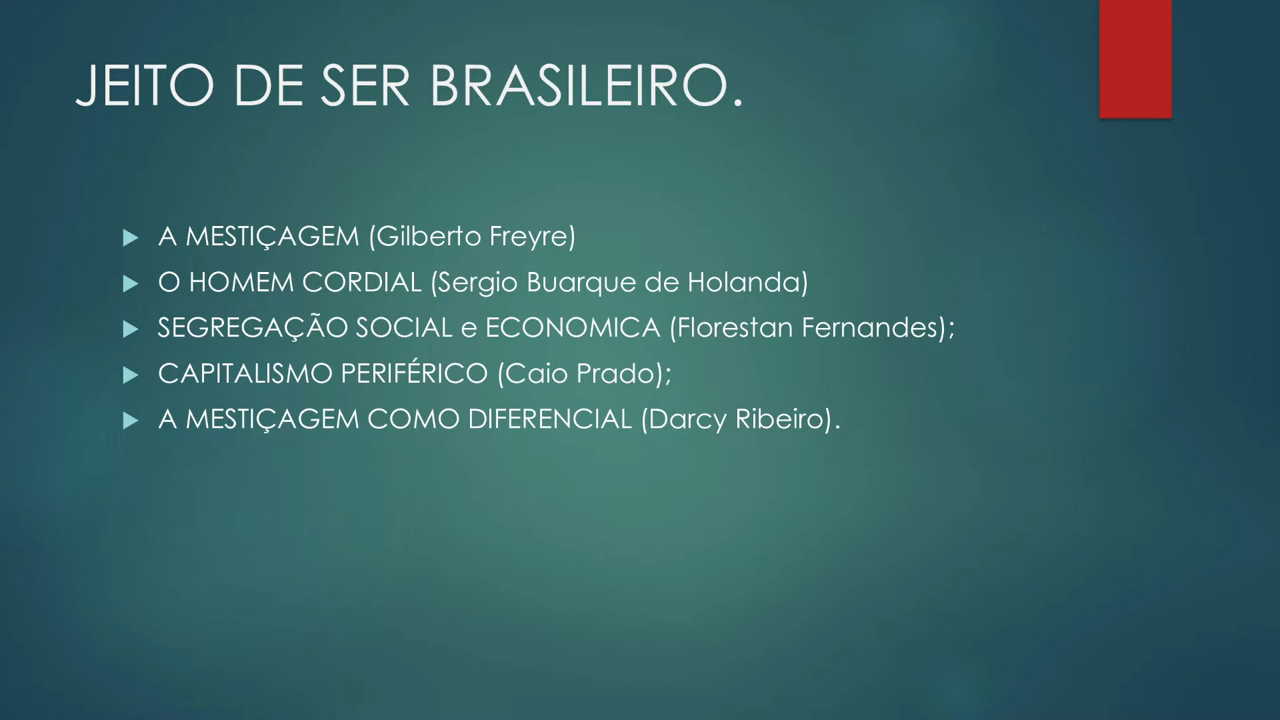 JEITO DE SER BRASILEIRO.
A MESTIÇAGEM (Gilberto Freyre)
O HOMEM CORDIAL (Sergio Buarque de Holanda)
SEGREGAÇÃO SOCIAL e ECONOMICA (Florestan Fernandes);
CAPITALISMO PERIFÉRICO (Caio Prado);
A MESTIÇAGEM COMO DIFERENCIAL (Darcy Ribeiro).